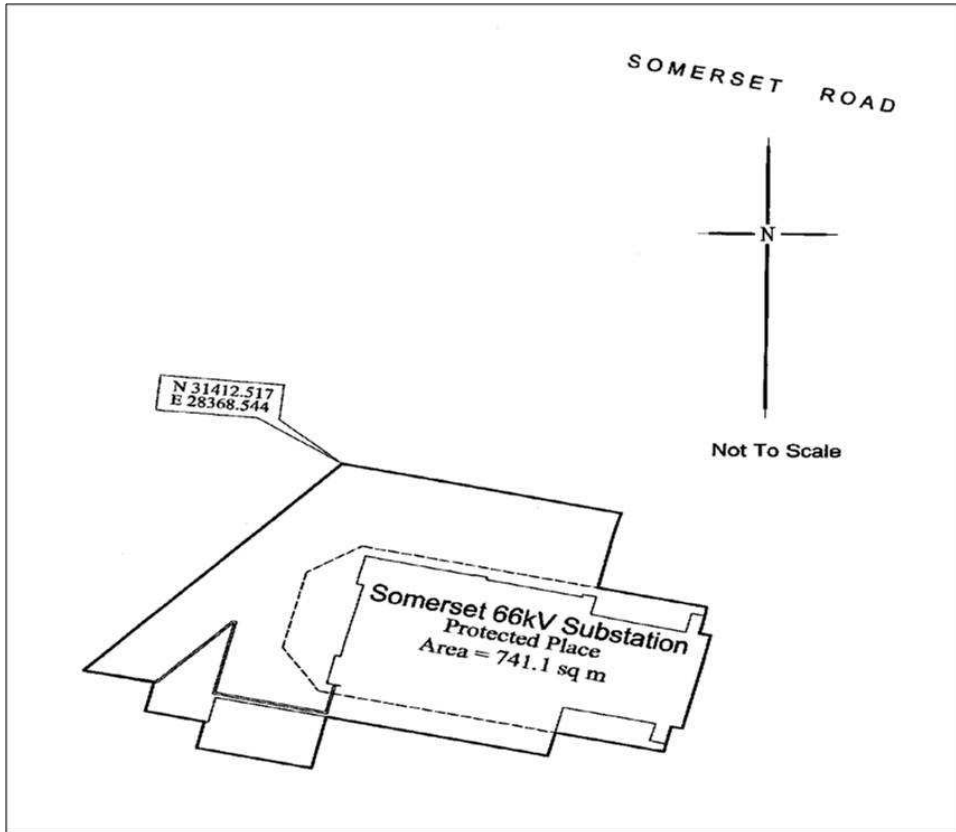 SOMERSET ROAD
N
Not To Scale
N 31412.517
E 28368.544
Somerset 66kV Substation
Protected Place
Area = 741.1 sq m